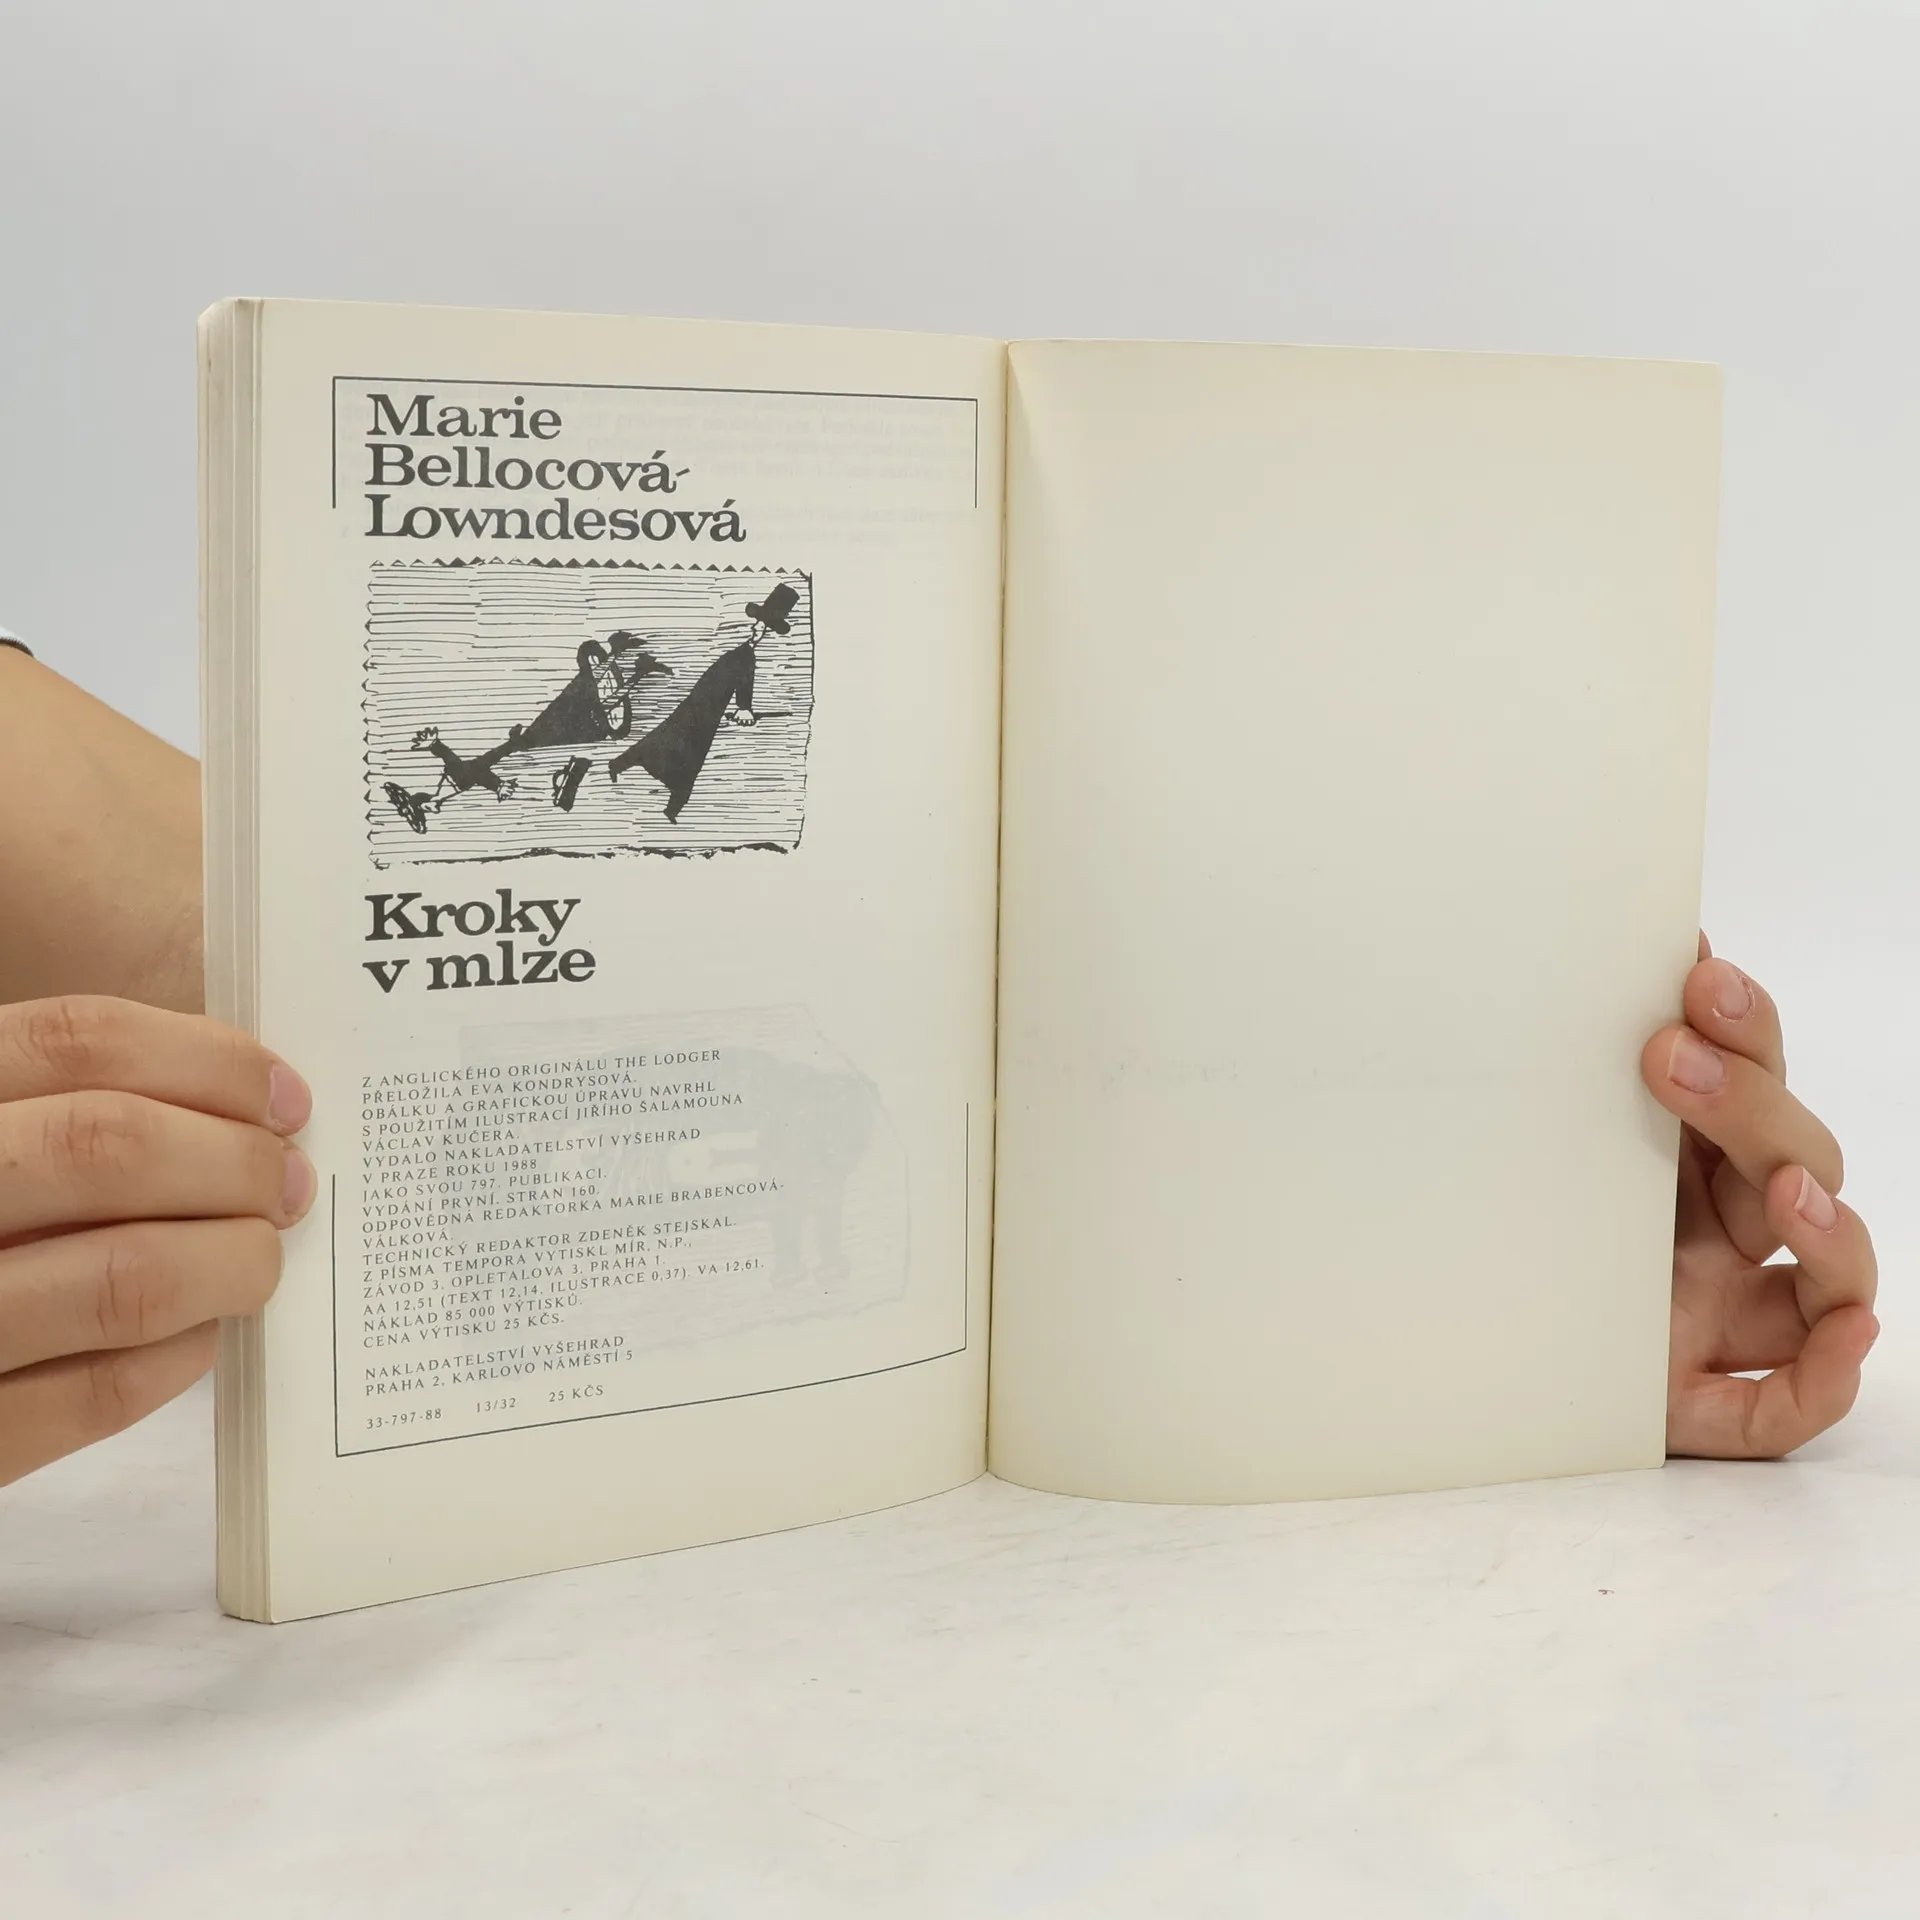 Marie
Bellocová-
Lowndesová
Kroky
v mlze
Z ANGLICKÉHO ORIGINÁLU THE LODGER
PŘELOŽILA EVA KONDRYSOVÁ.
OBÁLKU A GRAFICKOU ÚPRAVU NAVRHL
S POUŽITÍM ILUSTRACÍ JIŘÍHO ŠALAMOUNA
VÁCLAV KUČERA.
VYDALO NAKLADATELSTVÍ VYŠEHRAD
V PRAZE ROKU 1988
JAKO SVOU 797. PUBLIKACI.
VYDÁNÍ PRVNÍ. STRAN 160.
ODPOVĚDNÁ REDAKTORKA MARIE BRABENCOVÁ-
VÁLKOVÁ.
TECHNICKÝ REDAKTOR ZDENĚK STEJSKAL.
Z PÍSMA TEMPORA VYTISKL MÍR, N.P.,
ZÁVOD 3, OPLETALOVA 3, PRAHA 1.
AA 12,51 (TEXT 12,14, ILUSTRACE 0,37). VA 12,61.
NÁKLAD 85 000 VÝTISKŮ.
CENA VÝTISKU 25 KČS.
NAKLADATELSTVÍ VYŠEHRAD
PRAHA 2, KARLOVO NÁMĚSTÍ 5
33-797-88 13/32 25 KČS